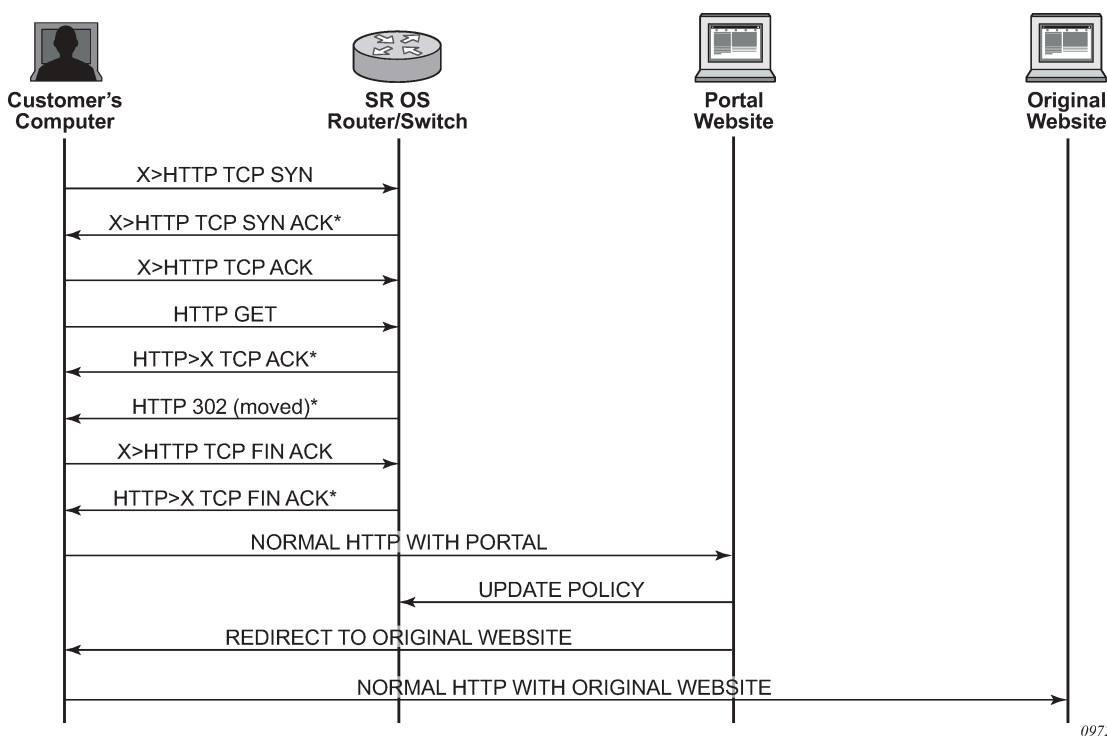 Customer's
Computer
SR OS
Router/Switch
Portal
Website
Original
Website
X>HTTP TCP SYN
X>HTTP TCP SYN ACK*
X>HTTP TCP ACK
HTTP GET
HTTP>X TCP ACK*
HTTP 302 (moved)*
X>HTTP TCP FIN ACK
HTTP>X TCP FIN ACK*
NORMAL HTTP WITH PORTAL
UPDATE POLICY
REDIRECT TO ORIGINAL WEBSITE
NORMAL HTTP WITH ORIGINAL WEBSITE